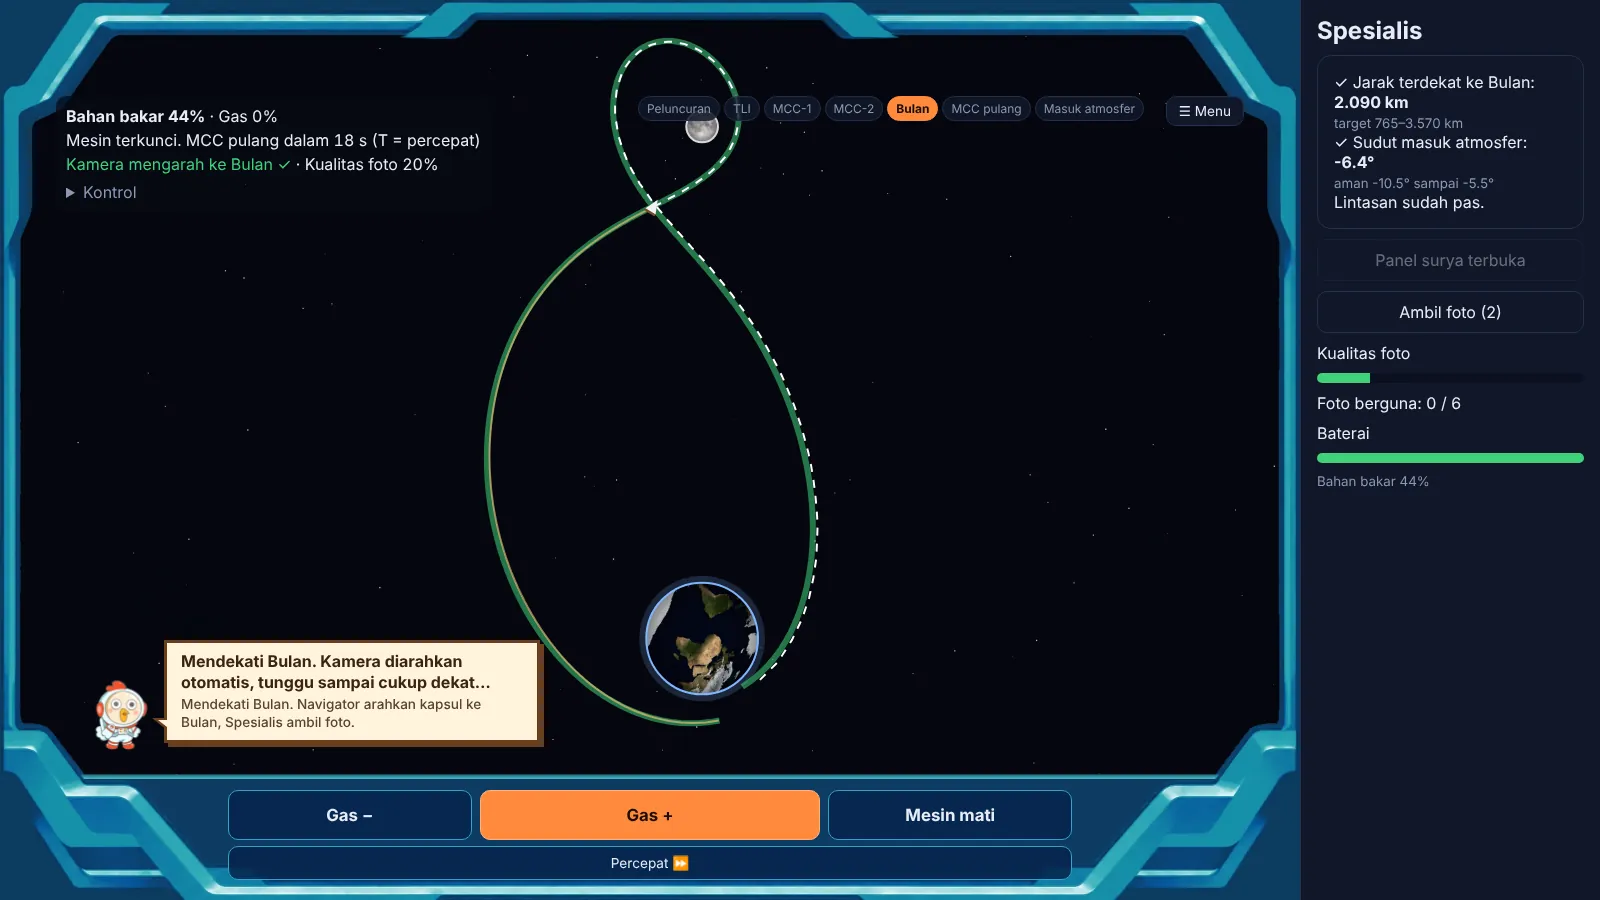 Bahan bakar 44% · Gas 0%
Mesin terkunci. MCC pulang dalam 18 s (T = percepat)
Kamera mengarah ke Bulan ✓ · Kualitas foto 20%
▶ Kontrol
Peluncuran
TLI
MCC-1
MCC-2
Bulan
MCC pulang
Masuk atmosfer
☰ Menu
Mendekati Bulan. Kamera diarahkan
otomatis, tunggu sampai cukup dekat...
Mendekati Bulan. Navigator arahkan kapsul ke
Bulan, Spesialis ambil foto.
Gas −
Gas +
Mesin mati
Percepat ⏩
Spesialis
✓ Jarak terdekat ke Bulan:
2.090 km
target 765–3.570 km
✓ Sudut masuk atmosfer:
-6.4°
aman -10.5° sampai -5.5°
Lintasan sudah pas.
Panel surya terbuka
Ambil foto (2)
Kualitas foto
Foto berguna: 0 / 6
Baterai
Bahan bakar 44%